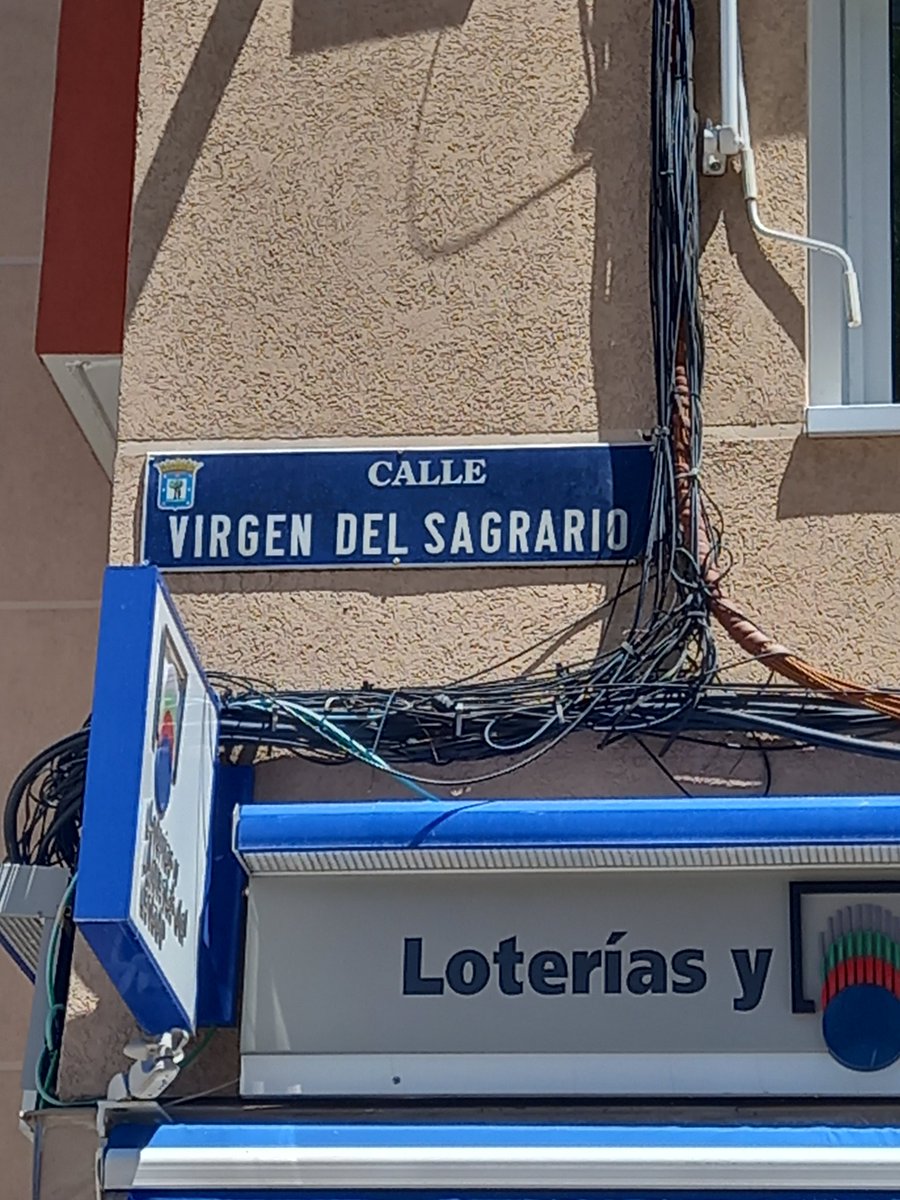 CALLE
VIRGEN DEL SAGRARIO
Loterías y